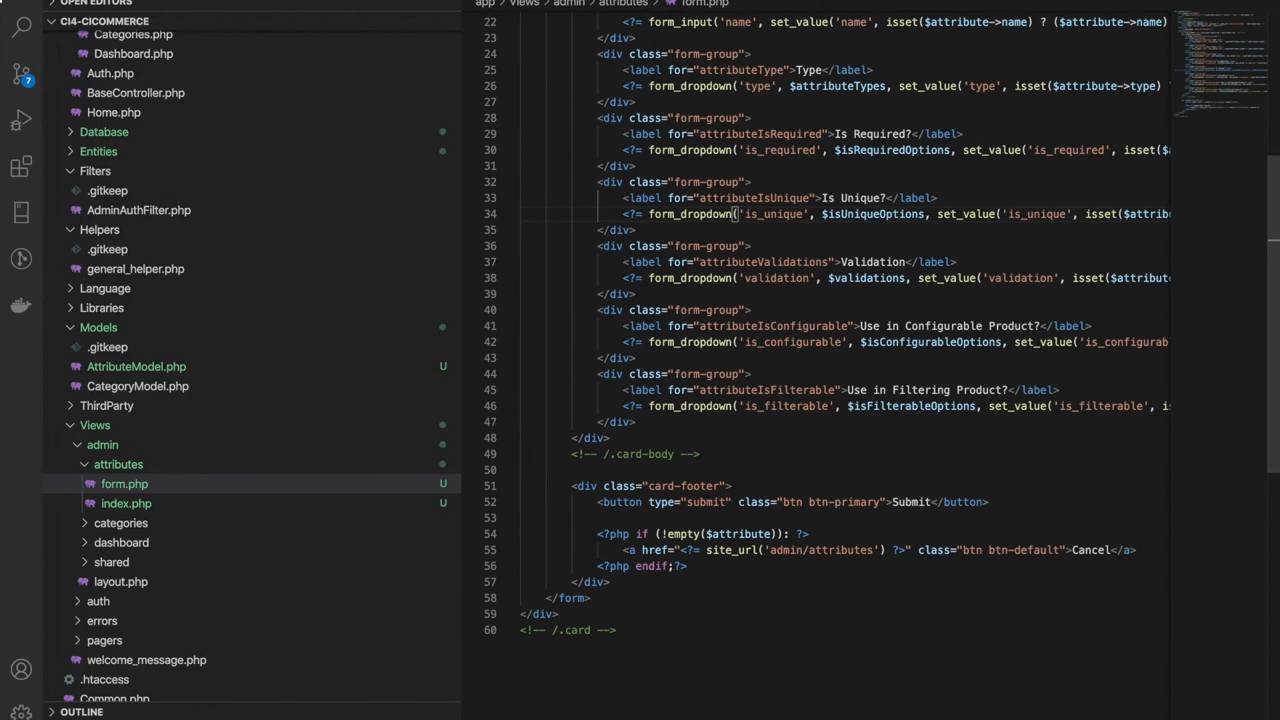 OPEN EDITORS
CI4-CICOMMERCE
Categories.php
Dashboard.php
Auth.php
BaseController.php
Home.php
Database
Entities
Filters
.gitkeep
AdminAuthFilter.php
Helpers
.gitkeep
general_helper.php
Language
Libraries
Models
.gitkeep
AttributeModel.php U
CategoryModel.php
ThirdParty
Views
admin
attributes
form.php U
index.php U
categories
dashboard
shared
layout.php
auth
errors
pagers
welcome_message.php
.htaccess
Common.php
OUTLINE
7
app Views admin attributes form.php
22 <?= form_input('name', set_value('name', isset($attribute->name) ? ($attribute->name)
23 </div>
24 <div class="form-group">
25 <label for="attributeType">Type</label>
26 <?= form_dropdown('type', $attributeTypes, set_value('type', isset($attribute->type)
27 </div>
28 <div class="form-group">
29 <label for="attributeIsRequired">Is Required?</label>
30 <?= form_dropdown('is_required', $isRequiredOptions, set_value('is_required', isset($a
31 </div>
32 <div class="form-group">
33 <label for="attributeIsUnique">Is Unique?</label>
34 <?= form_dropdown('is_unique', $isUniqueOptions, set_value('is_unique', isset($attrib
35 </div>
36 <div class="form-group">
37 <label for="attributeValidations">Validation</label>
38 <?= form_dropdown('validation', $validations, set_value('validation', isset($attribut
39 </div>
40 <div class="form-group">
41 <label for="attributeIsConfigurable">Use in Configurable Product?</label>
42 <?= form_dropdown('is_configurable', $isConfigurableOptions, set_value('is_configurab
43 </div>
44 <div class="form-group">
45 <label for="attributeIsFilterable">Use in Filtering Product?</label>
46 <?= form_dropdown('is_filterable', $isFilterableOptions, set_value('is_filterable', i
47 </div>
48 </div>
49 <!-- /.card-body -->
50
51 <div class="card-footer">
52 <button type="submit" class="btn btn-primary">Submit</button>
53
54 <?php if (!empty($attribute)): ?>
55 <a href="<?= site_url('admin/attributes') ?>" class="btn btn-default">Cancel</a>
56 <?php endif;?>
57 </div>
58 </form>
59 </div>
60 <!-- /.card -->